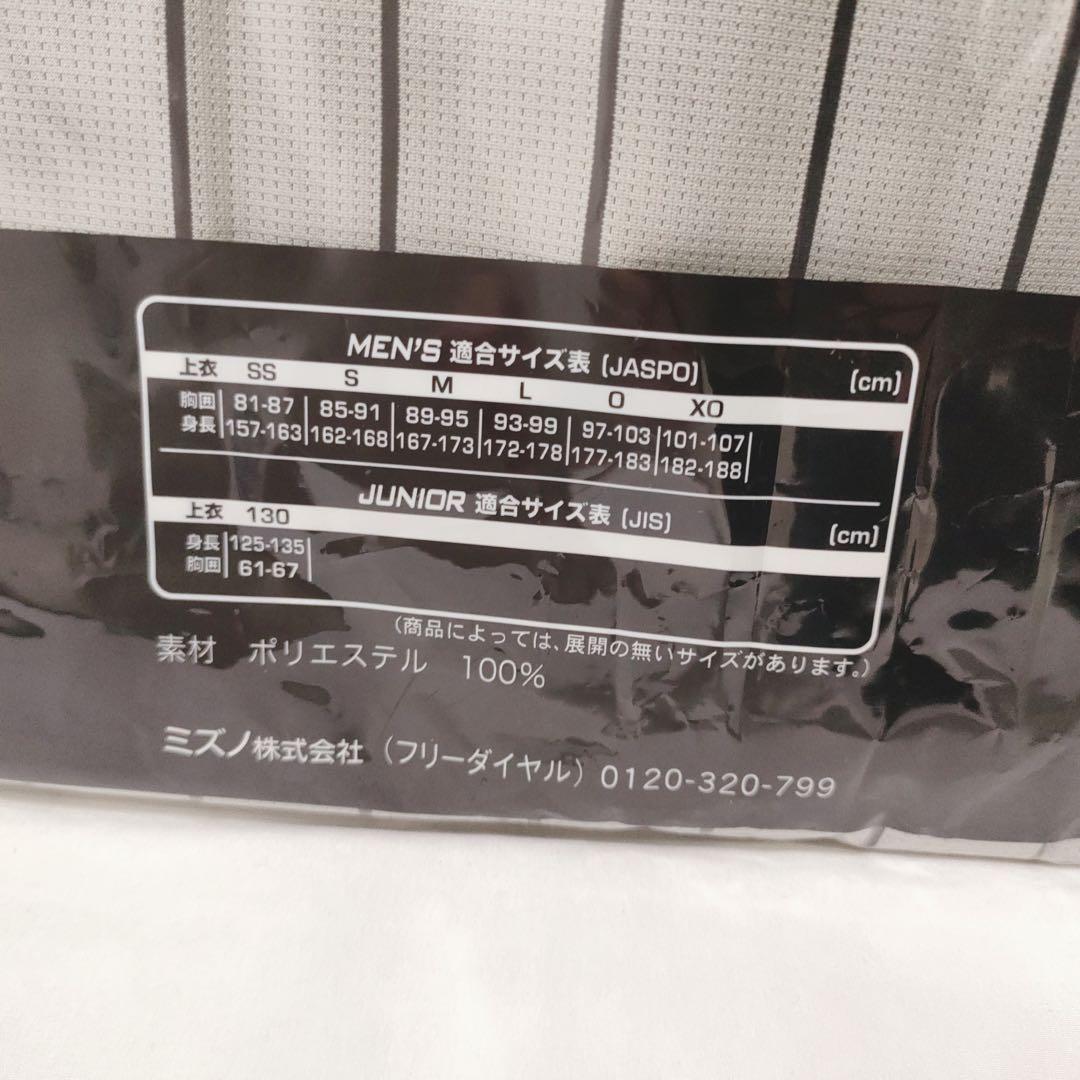 MEN'S 適合サイズ表 [JASPO] [cm]
上衣 SS S M L O XO
胸囲 81-87 85-91 89-95 93-99 97-103 101-107
身長 157-163 162-168 167-173 172-178 177-183 182-188
JUNIOR 適合サイズ表 [JIS] [cm]
上衣 130
身長 125-135
胸囲 61-67
(商品によっては、展開の無いサイズがあります。)
素材 ポリエステル 100%
ミズノ株式会社 (フリーダイヤル) 0120-320-799